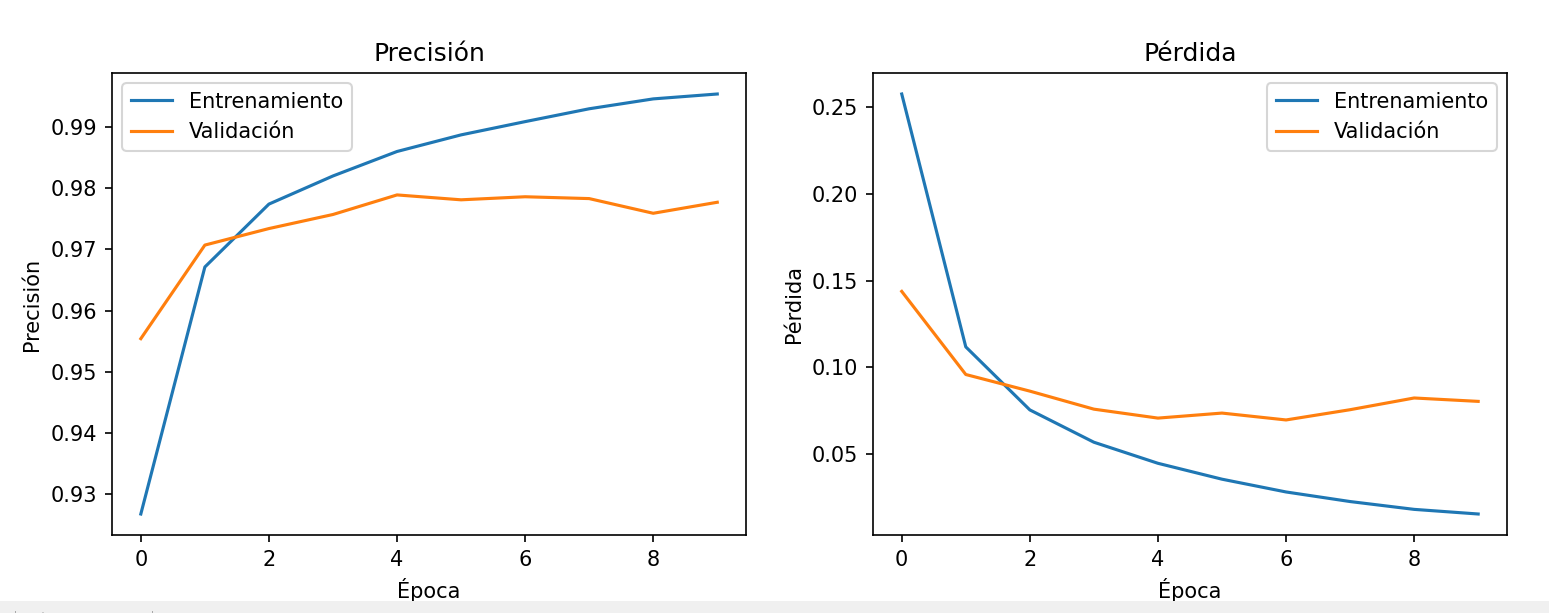 Precisión
Entrenamiento
Validación
0.99
0.98
0.97
0.96
0.95
0.94
0.93
Precisión
0 2 4 6 8
Época
Pérdida
Entrenamiento
Validación
0.25
0.20
0.15
0.10
0.05
Pérdida
0 2 4 6 8
Época